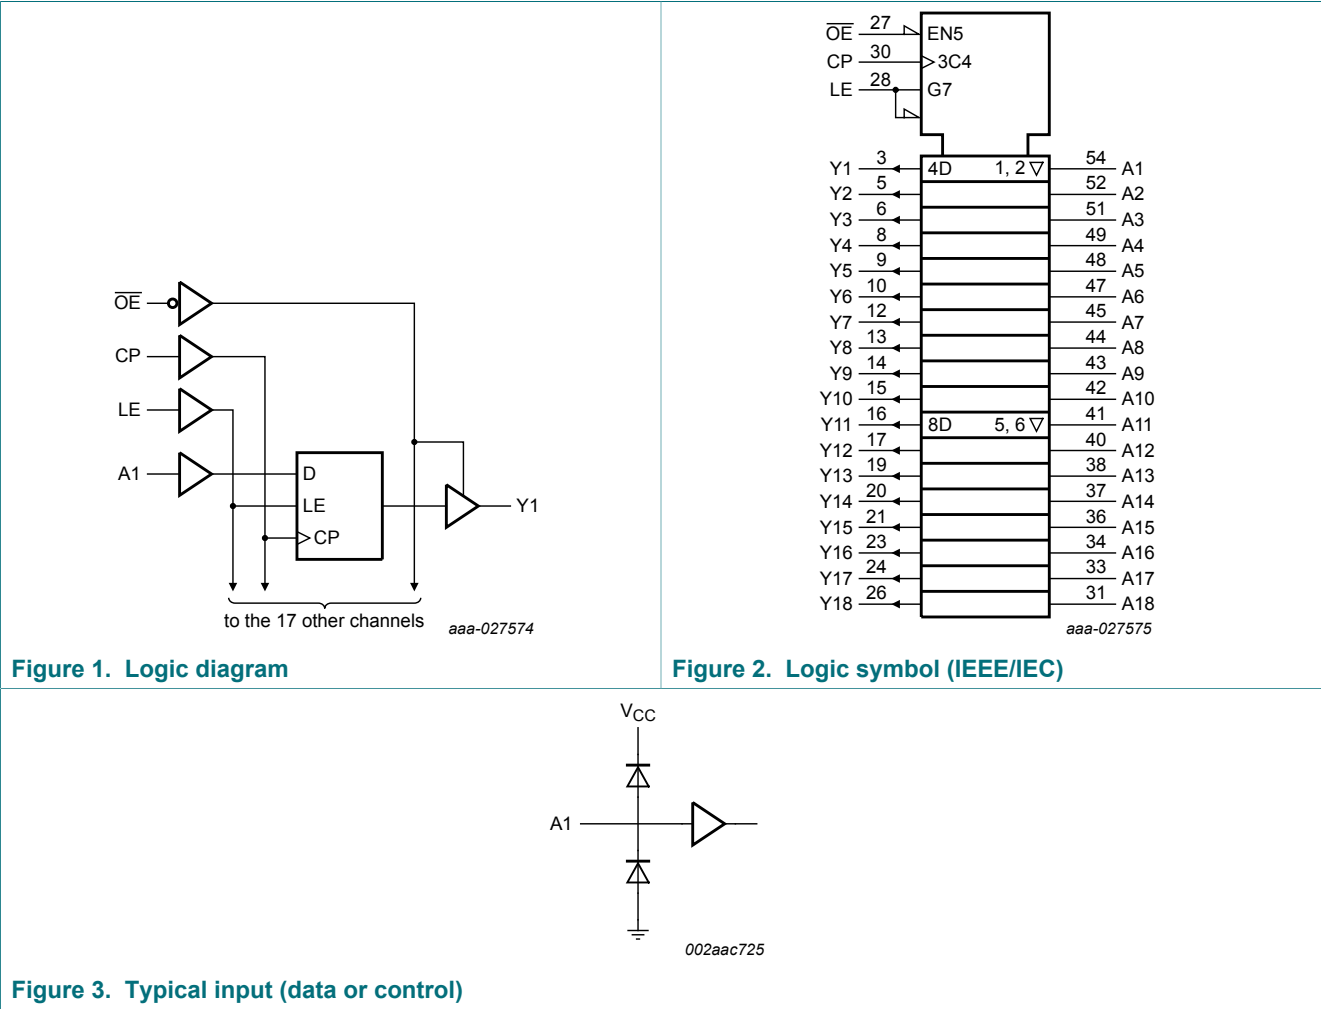 OE
CP
LE
A1
D
LE
CP
Y1
to the 17 other channels
aaa-027574
Figure 1. Logic diagram
OE 27 EN5
CP 30 3C4
LE 28 G7
Y1 3 4D 1, 2 54 A1
Y2 5 52 A2
Y3 6 51 A3
Y4 8 49 A4
Y5 9 48 A5
Y6 10 47 A6
Y7 12 45 A7
Y8 13 44 A8
Y9 14 43 A9
Y10 15 42 A10
Y11 16 8D 5, 6 41 A11
Y12 17 40 A12
Y13 19 38 A13
Y14 20 37 A14
Y15 21 36 A15
Y16 23 34 A16
Y17 24 33 A17
Y18 26 31 A18
aaa-027575
Figure 2. Logic symbol (IEEE/IEC)
VCC
A1
002aac725
Figure 3. Typical input (data or control)